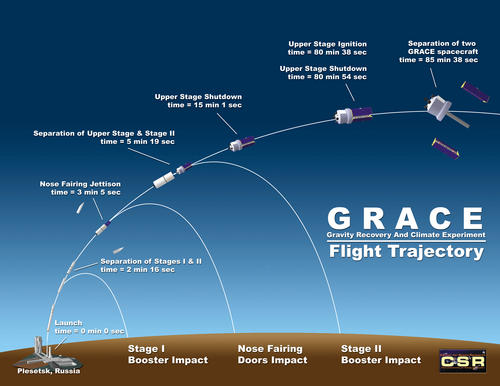 Upper Stage Ignition
time = 80 min 38 sec
Upper Stage Shutdown
time = 80 min 54 sec
Separation of two
GRACE spacecraft
time = 85 min 38 sec
Upper Stage Shutdown
time = 15 min 1 sec
Separation of Upper Stage & Stage II
time = 5 min 19 sec
Nose Fairing Jettison
time = 3 min 5 sec
Separation of Stages I & II
time = 2 min 16 sec
Launch
time = 0 min 0 sec
Plesetsk, Russia
GRACE
Gravity Recovery And Climate Experiment
Flight Trajectory
Stage I
Booster Impact
Nose Fairing
Doors Impact
Stage II
Booster Impact
CSR